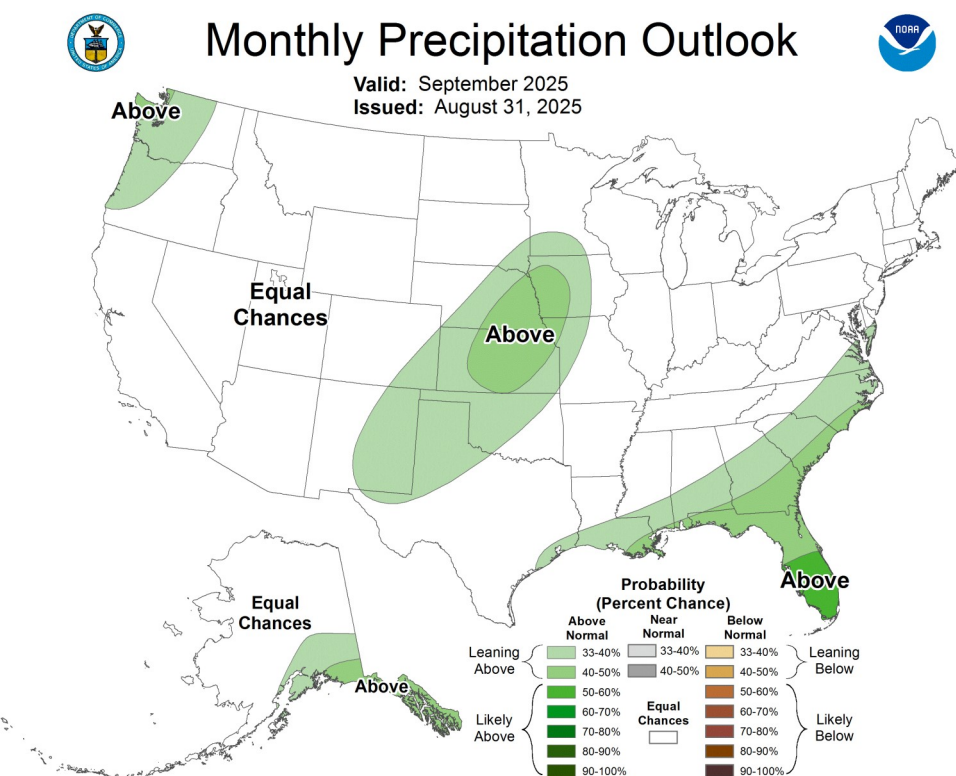 Monthly Precipitation Outlook
Valid: September 2025
Issued: August 31, 2025
NOAA
Above
Equal
Chances
Above
Above
Equal
Chances
Above
Probability
(Percent Chance)
Above
Normal
Near
Normal
Below
Normal
Leaning
Above
33-40%
33-40%
33-40%
Leaning
Below
40-50%
40-50%
40-50%
Likely
Above
50-60%
60-70%
70-80%
80-90%
90-100%
Equal
Chances
50-60%
60-70%
70-80%
80-90%
90-100%
Likely
Below